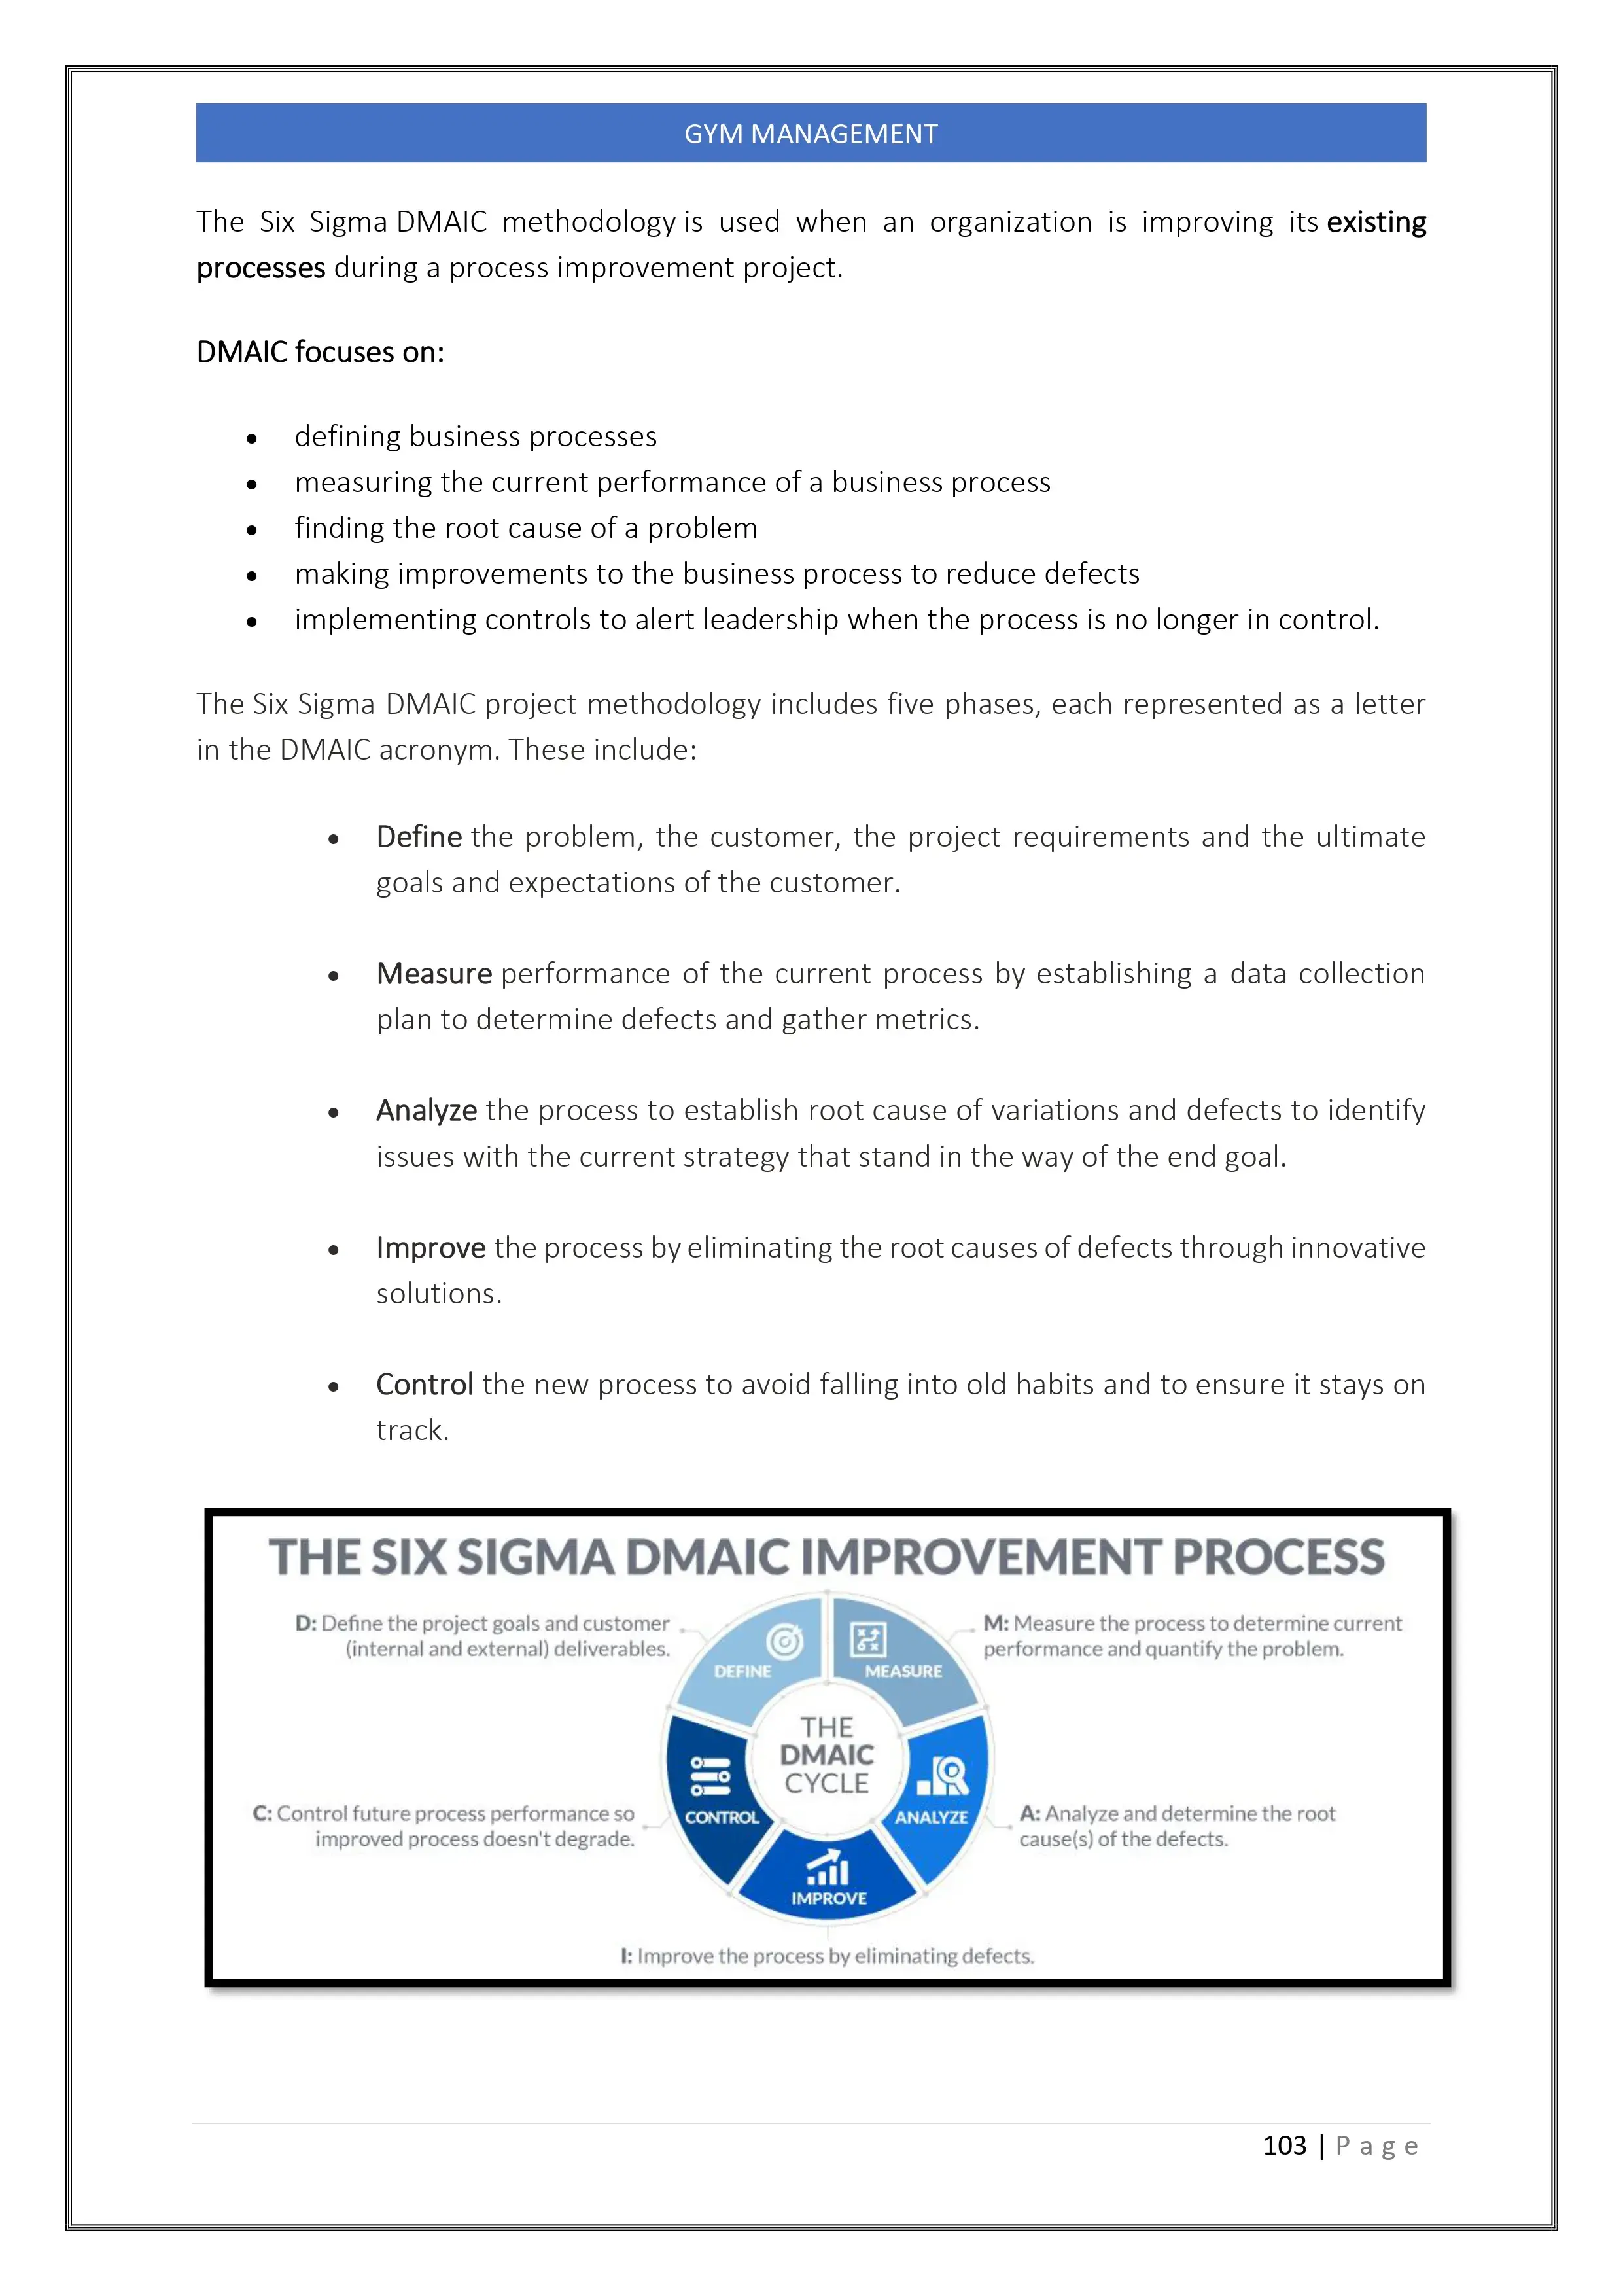 GYM MANAGEMENT
The Six Sigma DMAIC methodology is used when an organization is improving its existing
processes during a process improvement project.
DMAIC focuses on:
• defining business processes
• measuring the current performance of a business process
• finding the root cause of a problem
• making improvements to the business process to reduce defects
• implementing controls to alert leadership when the process is no longer in control.
The Six Sigma DMAIC project methodology includes five phases, each represented as a letter
in the DMAIC acronym. These include:
• Define the problem, the customer, the project requirements and the ultimate
goals and expectations of the customer.
• Measure performance of the current process by establishing a data collection
plan to determine defects and gather metrics.
• Analyze the process to establish root cause of variations and defects to identify
issues with the current strategy that stand in the way of the end goal.
• Improve the process by eliminating the root causes of defects through innovative
solutions.
• Control the new process to avoid falling into old habits and to ensure it stays on
track.
THE SIX SIGMA DMAIC IMPROVEMENT PROCESS
D: Define the project goals and customer
(internal and external) deliverables.
M: Measure the process to determine current
performance and quantify the problem.
DEFINE
MEASURE
THE
DMAIC
CYCLE
C: Control future process performance so
improved process doesn't degrade.
CONTROL
ANALYZE
A: Analyze and determine the root
cause(s) of the defects.
IMPROVE
I: Improve the process by eliminating defects.
103 | P a g e